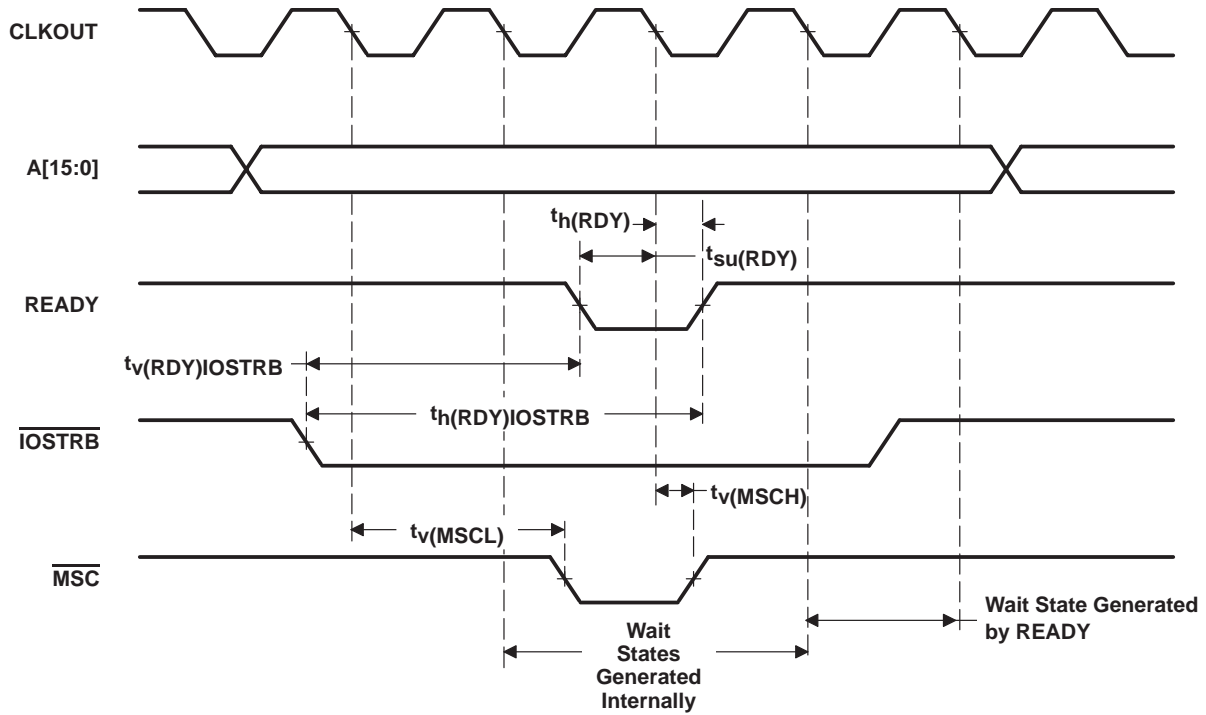 CLKOUT
A[15:0]
th(RDY)
tsu(RDY)
READY
tv(RDY)IOSTRB
th(RDY)IOSTRB
IOSTRB
tv(MSCH)
tv(MSCL)
MSC
Wait State Generated
by READY
Wait
States
Generated
Internally